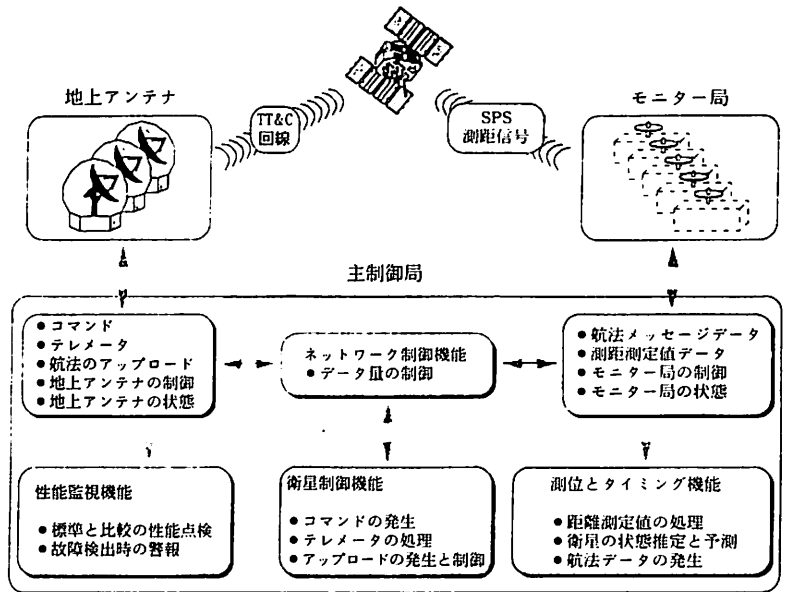 地上アンテナ
TT&C
回線
SPS
測距信号
モニター局
主制御局
●コマンド
●テレメータ
●航法のアップロード
●地上アンテナの制御
●地上アンテナの状態
ネットワーク制御機能
●データ量の制御
●航法メッセージデータ
●測距測定値データ
●モニター局の制御
●モニター局の状態
性能監視機能
●標準と比較の性能点検
●故障検出時の警報
衛星制御機能
●コマンドの発生
●テレメータの処理
●アップロードの発生と制御
測位とタイミング機能
●距離測定値の処理
●衛星の状態推定と予測
●航法データの発生